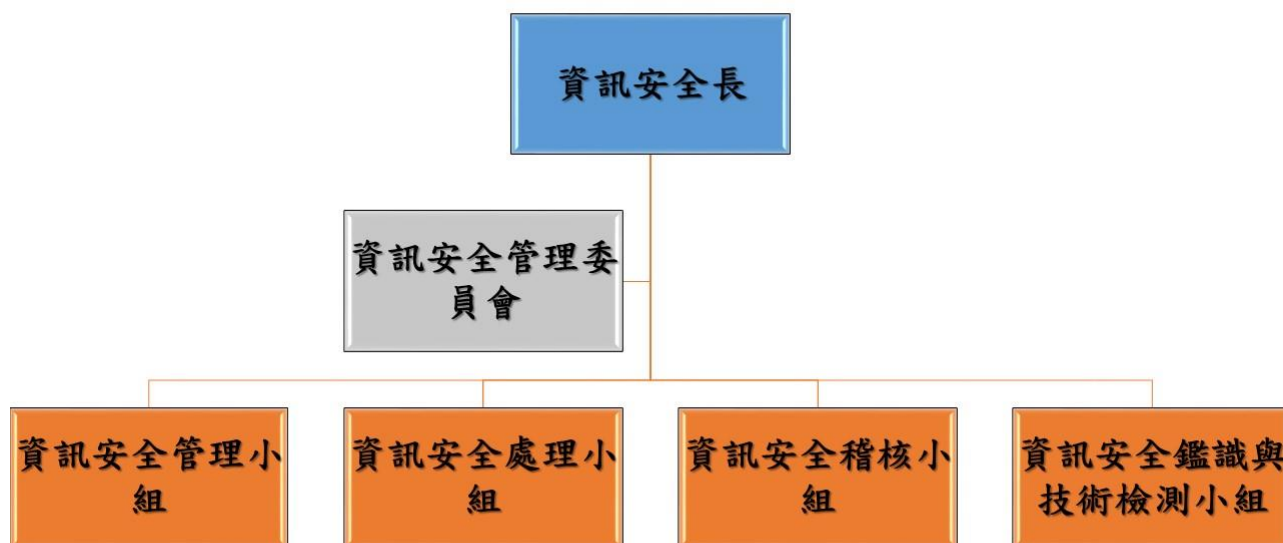 資訊安全長
資訊安全管理委
員會
資訊安全管理小
組
資訊安全處理小
組
資訊安全稽核小
組
資訊安全鑑識與
技術檢測小組